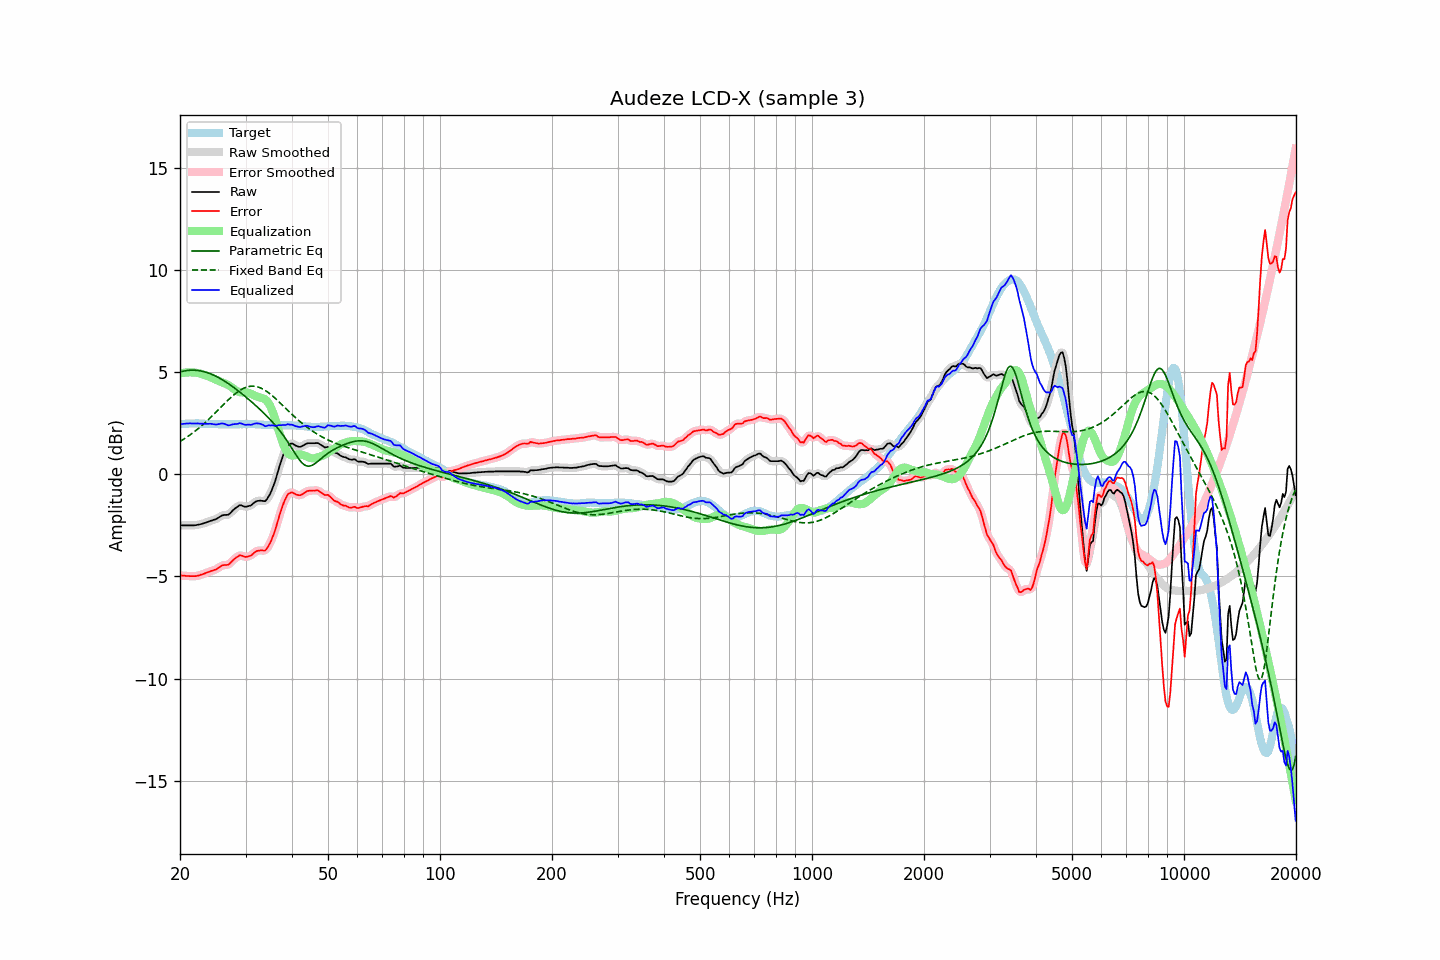 Audeze LCD-X (sample 3)
Target
Raw Smoothed
Error Smoothed
Raw
Error
Equalization
Parametric Eq
Fixed Band Eq
Equalized
Amplitude (dBr)
15
10
5
0
−5
−10
−15
20 50 100 200 500 1000 2000 5000 10000 20000
Frequency (Hz)